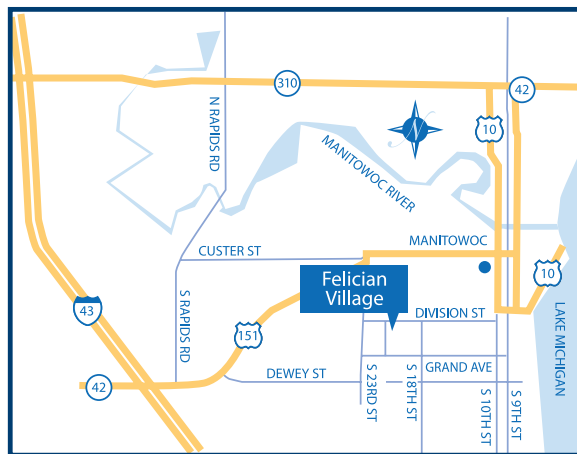 310
42
N RAPIDS RD
10
N
MANITOWOC RIVER
MANITOWOC
CUSTER ST
Felician
Village
10
S RAPIDS RD
43
151
DIVISION ST
LAKE MICHIGAN
GRAND AVE
DEWEY ST
42
S 23RD ST
S 18TH ST
S 10TH ST
S 9TH ST